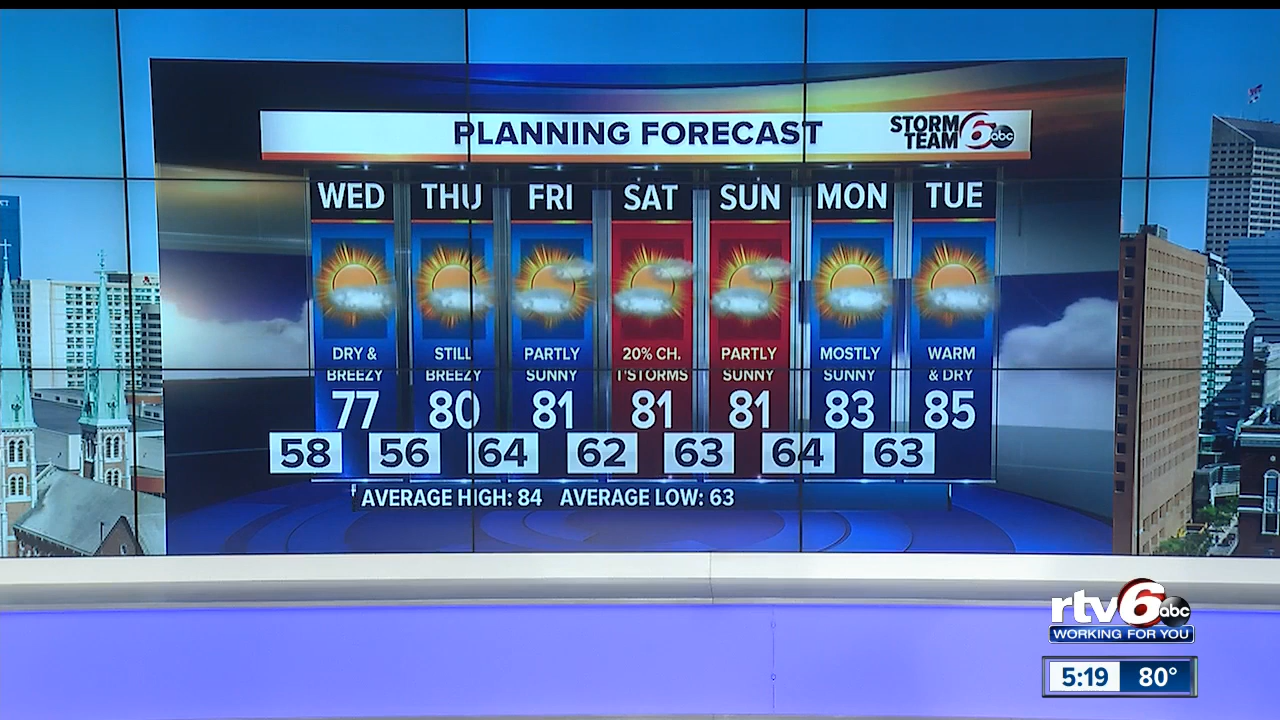 PLANNING FORECAST
STORM TEAM 6 abc
WED THU FRI SAT SUN MON TUE
DRY & STILL PARTLY 20% CH. PARTLY MOSTLY WARM
BREEZY BREEZY SUNNY T'STORMS SUNNY SUNNY & DRY
77 80 81 81 81 83 85
58 56 64 62 63 64 63
AVERAGE HIGH: 84 AVERAGE LOW: 63
rtv6 abc
WORKING FOR YOU
5:19 80°